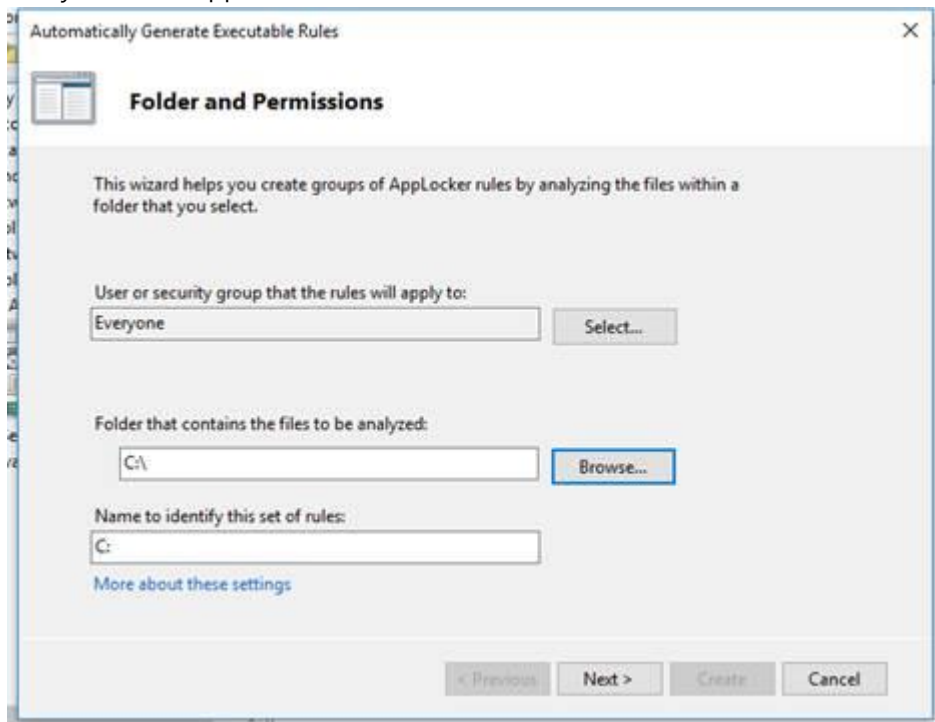 Automatically Generate Executable Rules
Folder and Permissions
This wizard helps you create groups of AppLocker rules by analyzing the files within a
folder that you select.
User or security group that the rules will apply to:
Everyone
Select...
Folder that contains the files to be analyzed:
C:\
Browse...
Name to identify this set of rules:
C:
More about these settings
< Previous
Next >
Create
Cancel